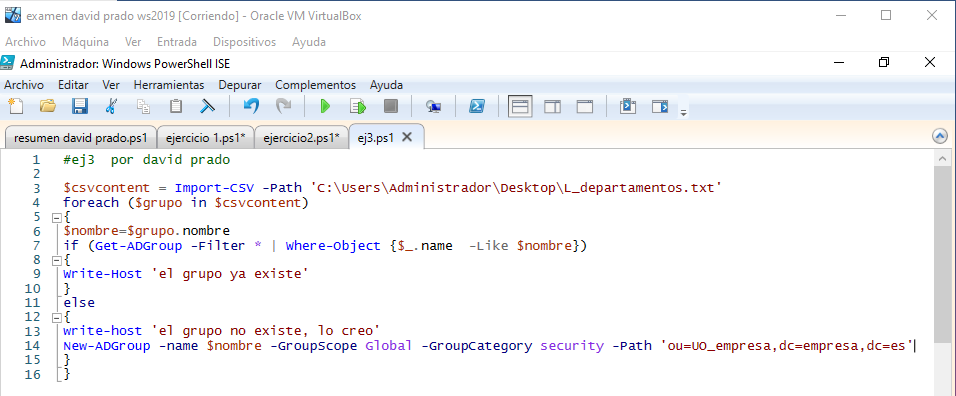 examen david prado ws2019 [Corriendo] - Oracle VM VirtualBox
Archivo Máquina Ver Entrada Dispositivos Ayuda
Administrador: Windows PowerShell ISE
Archivo Editar Ver Herramientas Depurar Complementos Ayuda
resumen david prado.ps1 ejercicio 1.ps1* ejercicio2.ps1* ej3.ps1 X
1 #ej3  por david prado
2
3 $csvcontent = Import-CSV -Path 'C:\Users\Administrador\Desktop\L_departamentos.txt'
4 foreach ($grupo in $csvcontent)
5 {
6 $nombre=$grupo.nombre
7 if (Get-ADGroup -Filter * | Where-Object {$_.name  -Like $nombre})
8 {
9 Write-Host 'el grupo ya existe'
10 }
11 else
12 {
13 write-host 'el grupo no existe, lo creo'
14 New-ADGroup -name $nombre -GroupScope Global -GroupCategory security -Path 'ou=UO_empresa,dc=empresa,dc=es'
15 }
16 }